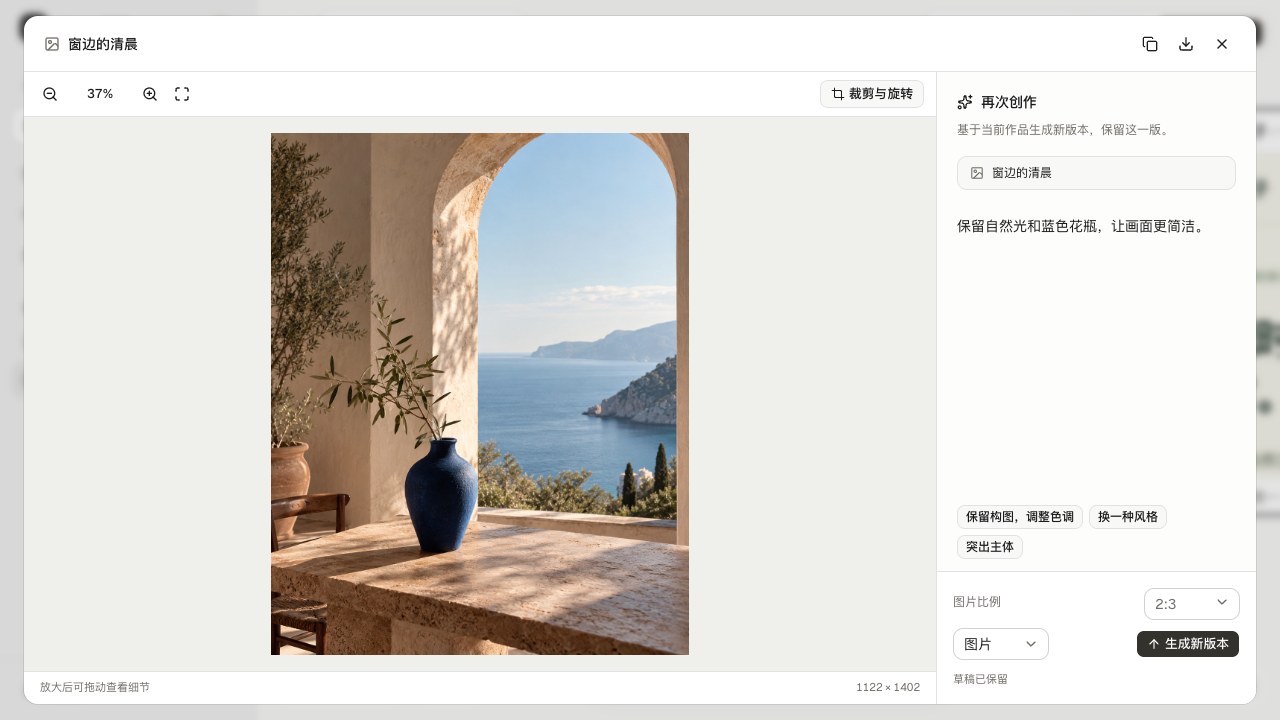 窗边的清晨
37%
裁剪与旋转
再次创作
基于当前作品生成新版本，保留这一版。
窗边的清晨
保留自然光和蓝色花瓶，让画面更简洁。
保留构图，调整色调
换一种风格
突出主体
图片比例
2:3
图片
生成新版本
草稿已保留
放大后可拖动查看细节
1122 × 1402